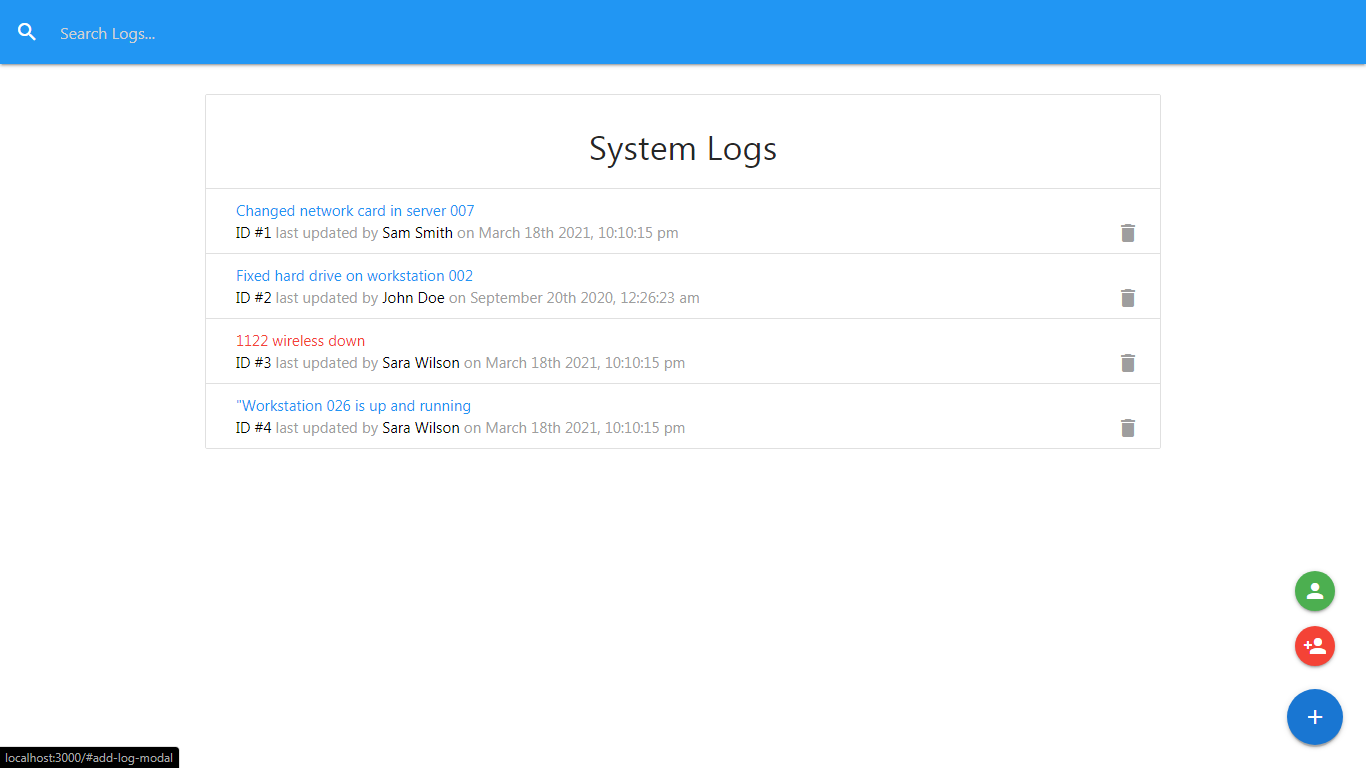 Search Logs...
System Logs
Changed network card in server 007
ID #1 last updated by Sam Smith on March 18th 2021, 10:10:15 pm
Fixed hard drive on workstation 002
ID #2 last updated by John Doe on September 20th 2020, 12:26:23 am
1122 wireless down
ID #3 last updated by Sara Wilson on March 18th 2021, 10:10:15 pm
"Workstation 026 is up and running
ID #4 last updated by Sara Wilson on March 18th 2021, 10:10:15 pm
localhost:3000/#add-log-modal